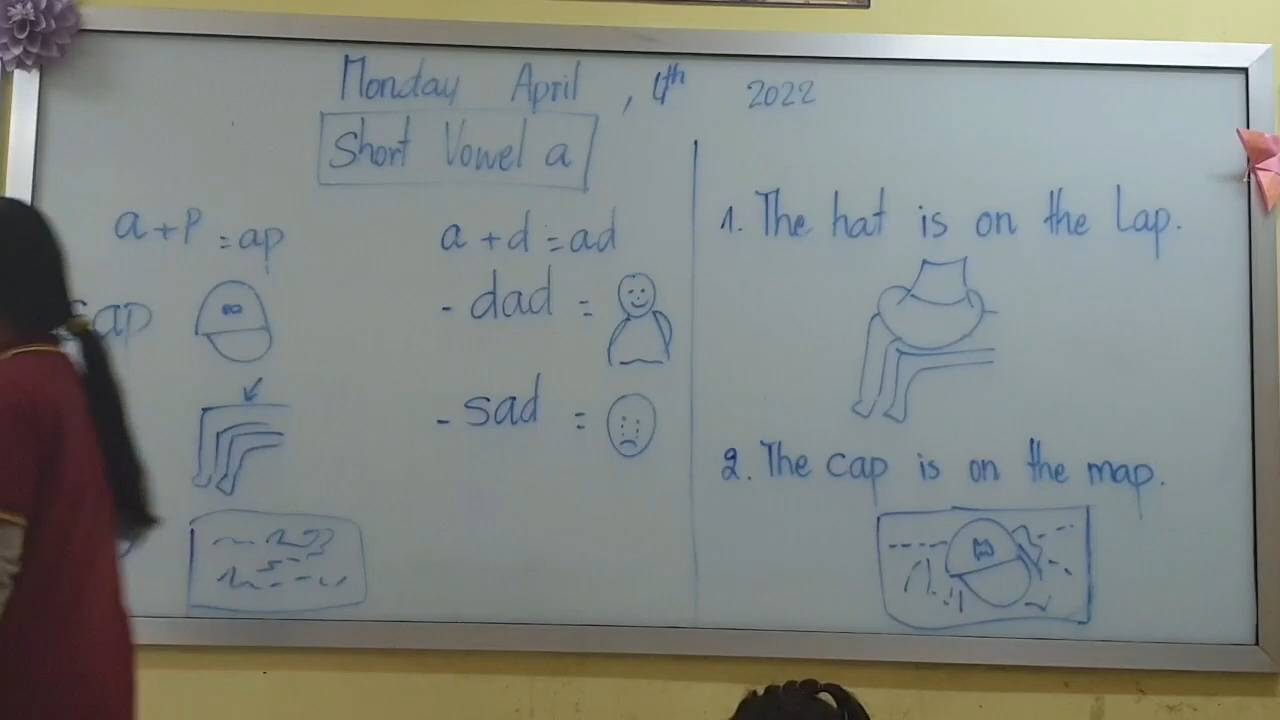 Monday April , 4th 2022
Short Vowel a
a + p = ap
cap
a + d = ad
- dad =
- sad =
1. The hat is on the Lap.
2. The cap is on the map.